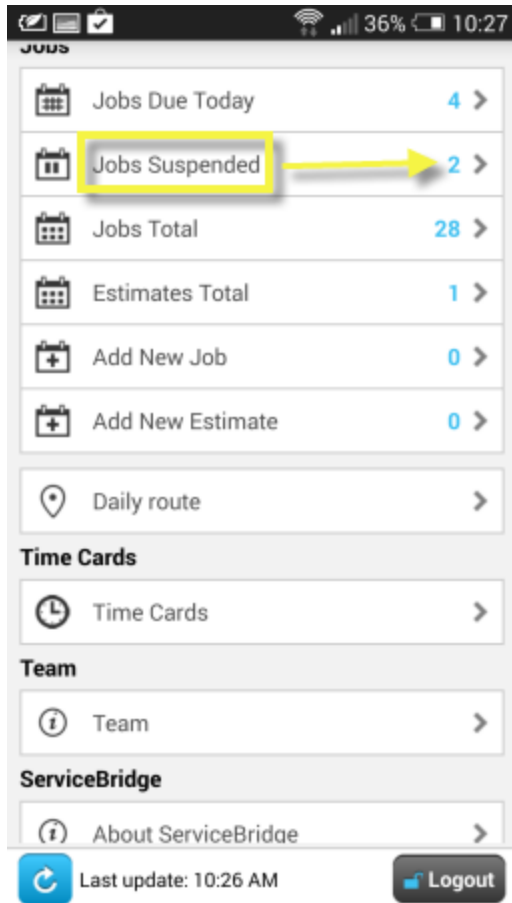 36% 10:27
Jobs
Jobs Due Today 4
Jobs Suspended 2
Jobs Total 28
Estimates Total 1
Add New Job 0
Add New Estimate 0
Daily route
Time Cards
Time Cards
Team
Team
ServiceBridge
About ServiceBridge
Last update: 10:26 AM
Logout